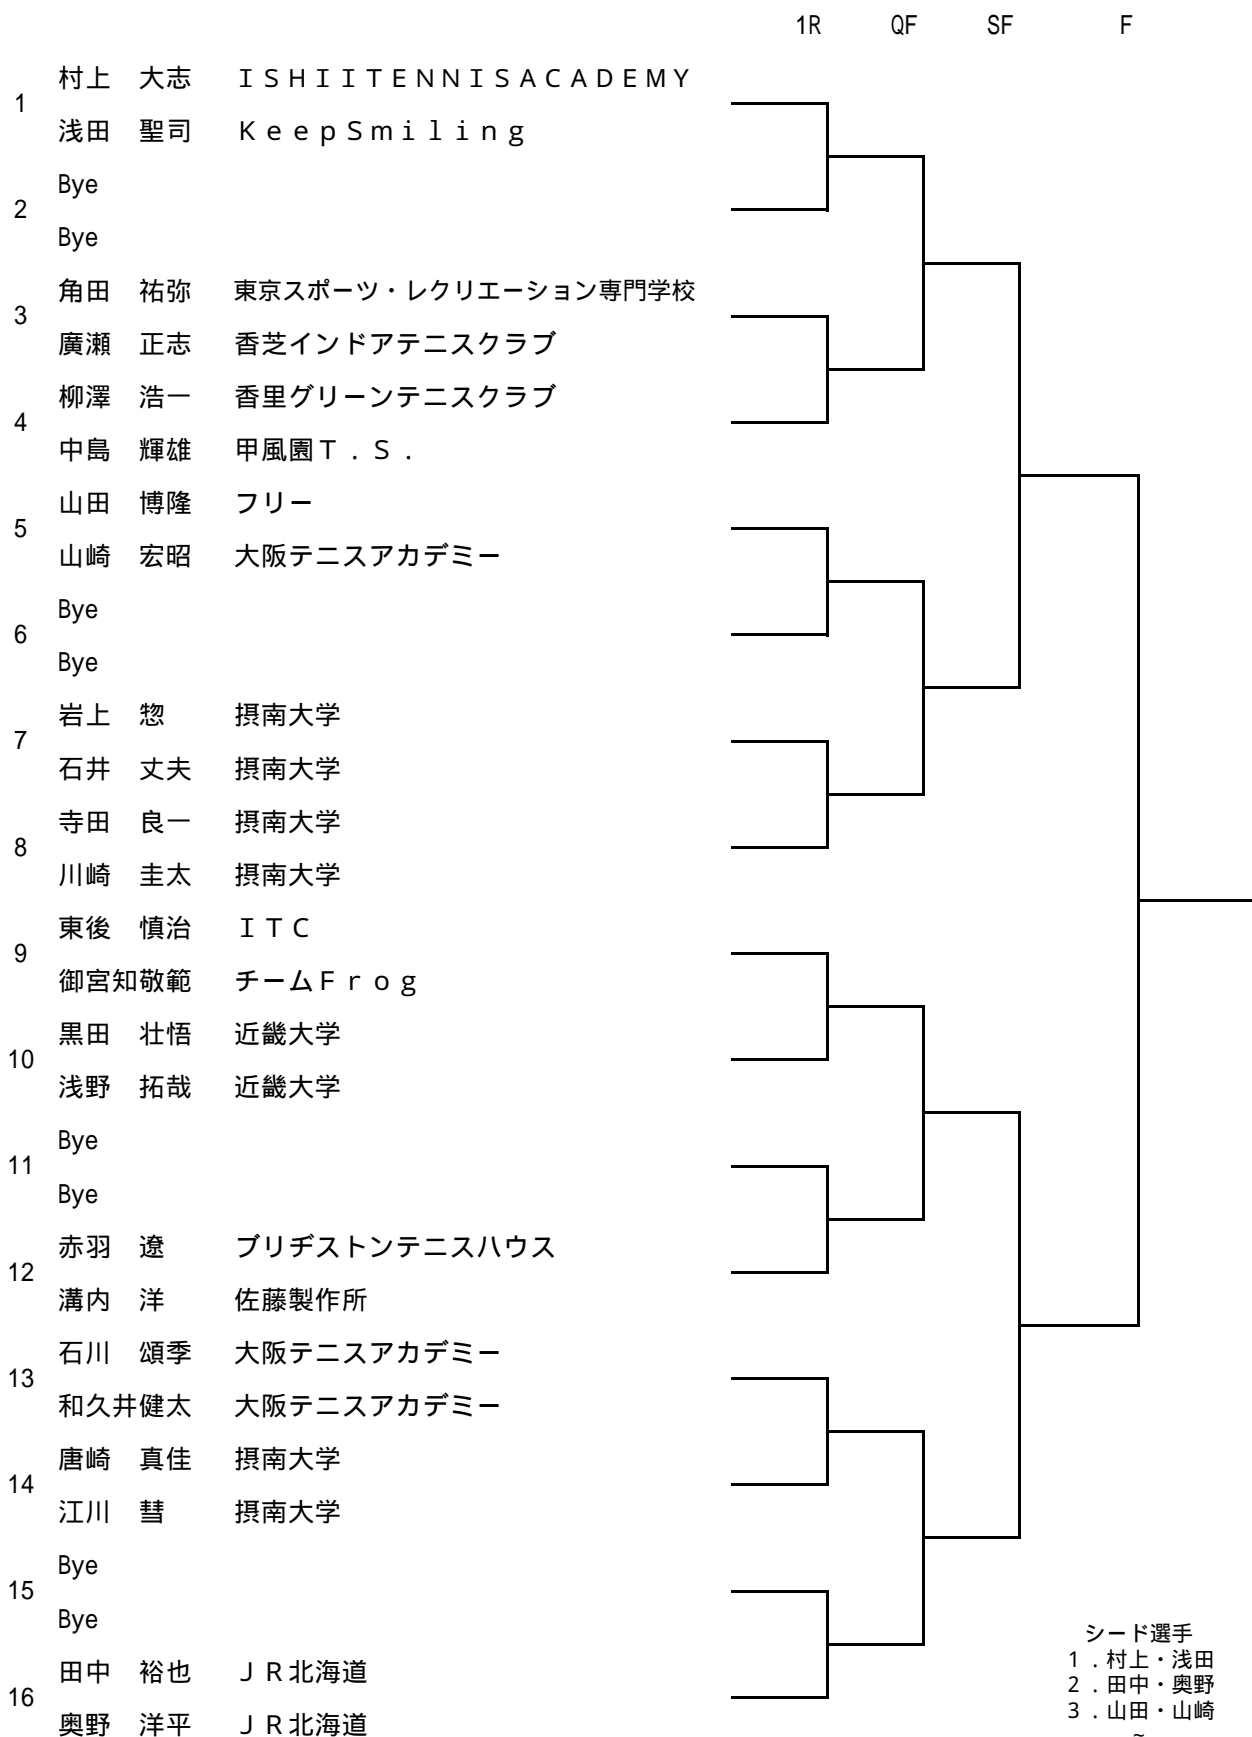 1R QF SF F
村上 大志 ＩＳＨＩＩＴＥＮＮＩＳＡＣＡＤＥＭＹ
1
浅田 聖司 ＫｅｅｐＳｍｉｌｉｎｇ
Bye
2
Bye
角田 祐弥 東京スポーツ・レクリエーション専門学校
3
廣瀬 正志 香芝インドアテニスクラブ
柳澤 浩一 香里グリーンテニスクラブ
4
中島 輝雄 甲風園Ｔ．Ｓ．
山田 博隆 フリー
5
山崎 宏昭 大阪テニスアカデミー
Bye
6
Bye
岩上 惣 摂南大学
7
石井 丈夫 摂南大学
寺田 良一 摂南大学
8
川崎 圭太 摂南大学
東後 慎治 ＩＴＣ
9
御宮知敬範 チームＦｒｏｇ
黒田 壮悟 近畿大学
10
浅野 拓哉 近畿大学
Bye
11
Bye
赤羽 遼 ブリヂストンテニスハウス
12
溝内 洋 佐藤製作所
石川 頌季 大阪テニスアカデミー
13
和久井健太 大阪テニスアカデミー
唐崎 真佳 摂南大学
14
江川 彗 摂南大学
Bye
15
Bye
田中 裕也 ＪＲ北海道
16
奥野 洋平 ＪＲ北海道
シード選手
1．村上・浅田
2．田中・奥野
3．山田・山崎
~